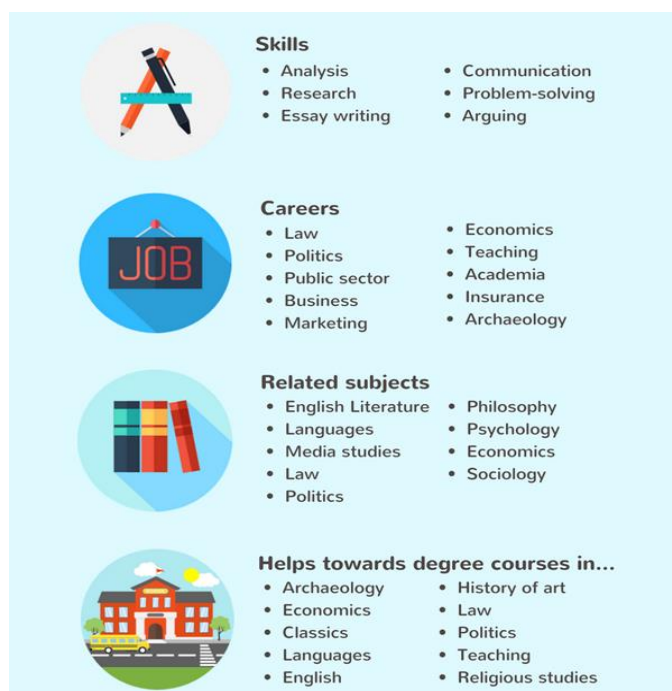 Skills
• Analysis
• Research
• Essay writing
• Communication
• Problem-solving
• Arguing
JOB
Careers
• Law
• Politics
• Public sector
• Business
• Marketing
• Economics
• Teaching
• Academia
• Insurance
• Archaeology
Related subjects
• English Literature
• Languages
• Media studies
• Law
• Politics
• Philosophy
• Psychology
• Economics
• Sociology
Helps towards degree courses in...
• Archaeology
• Economics
• Classics
• Languages
• English
• History of art
• Law
• Politics
• Teaching
• Religious studies